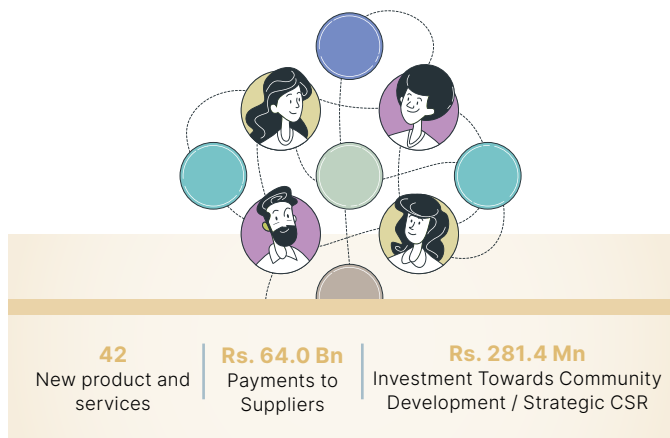 42
New product and
services
Rs. 64.0 Bn
Payments to
Suppliers
Rs. 281.4 Mn
Investment Towards Community
Development / Strategic CSR